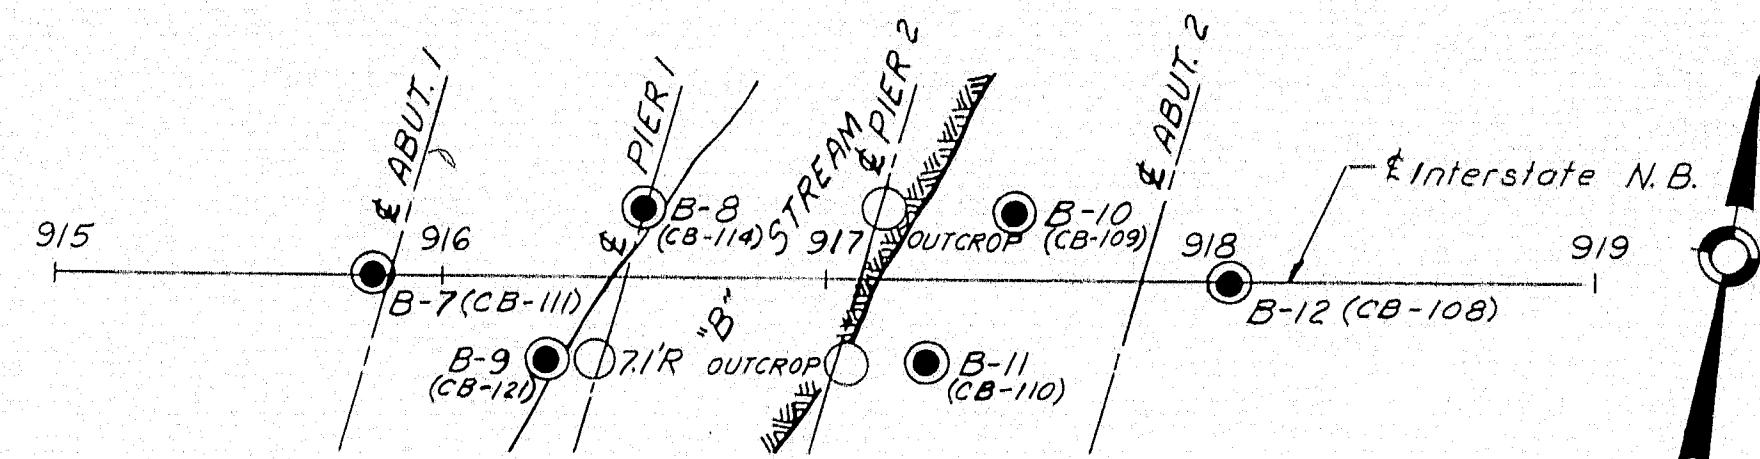 ℄ ABUT. 1
℄ PIER 1
STREAM
"B"
℄ PIER 2
℄ ABUT. 2
℄ Interstate N.B.
915
916
917
918
919
B-7 (CB-111)
B-8
(CB-114)
OUTCROP
B-10
(CB-109)
B-12 (CB-108)
B-9
(CB-121)
7.1'R
OUTCROP
B-11
(CB-110)